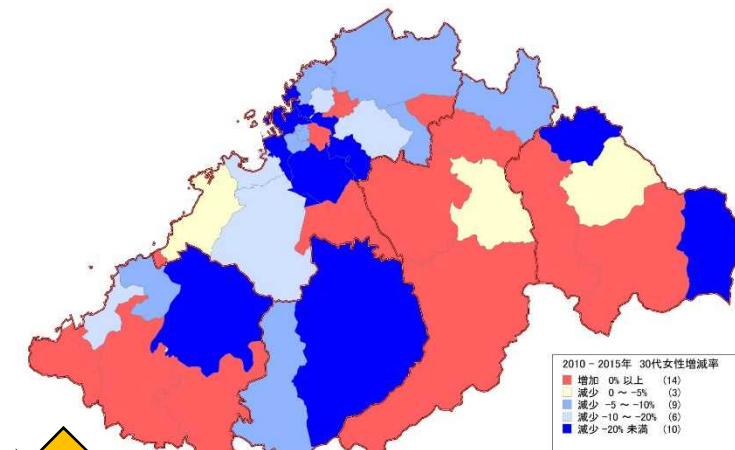 2010－2015年 30代女性増減率
増加 0% 以上 (14)
減少 0 ～ -5% (3)
減少 -5 ～ -10% (9)
減少 -10 ～ -20% (6)
減少 -20% 未満 (10)